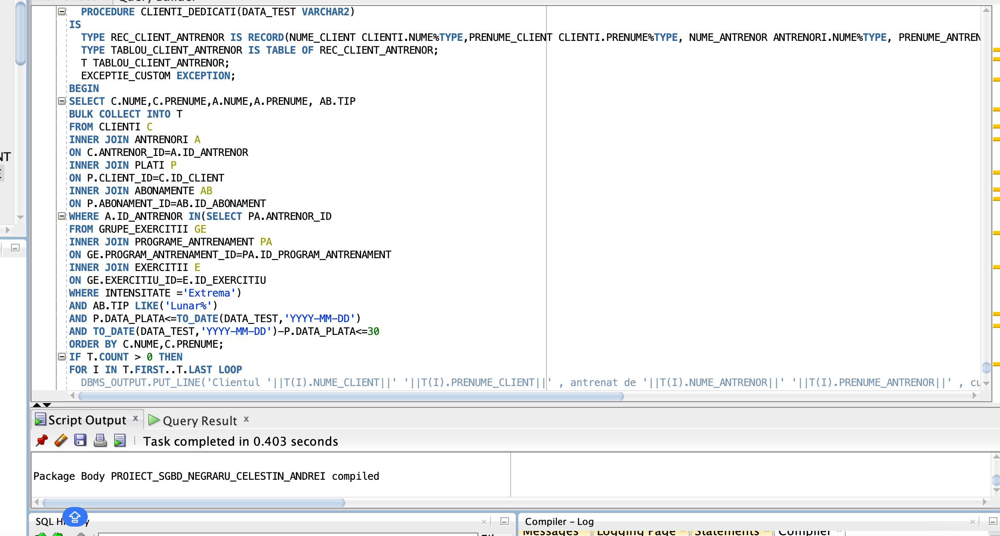 PROCEDURE CLIENTI_DEDICATI(DATA_TEST VARCHAR2)
IS
TYPE REC_CLIENT_ANTRENOR IS RECORD(NUME_CLIENT CLIENTI.NUME%TYPE,PRENUME_CLIENT CLIENTI.PRENUME%TYPE, NUME_ANTRENOR ANTRENORI.NUME%TYPE, PRENUME_ANTREN
TYPE TABLOU_CLIENT_ANTRENOR IS TABLE OF REC_CLIENT_ANTRENOR;
T TABLOU_CLIENT_ANTRENOR;
EXCEPTIE_CUSTOM EXCEPTION;
BEGIN
SELECT C.NUME,C.PRENUME,A.NUME,A.PRENUME, AB.TIP
BULK COLLECT INTO T
FROM CLIENTI C
INNER JOIN ANTRENORI A
ON C.ANTRENOR_ID=A.ID_ANTRENOR
INNER JOIN PLATI P
ON P.CLIENT_ID=C.ID_CLIENT
INNER JOIN ABONAMENTE AB
ON P.ABONAMENT_ID=AB.ID_ABONAMENT
WHERE A.ID_ANTRENOR IN(SELECT PA.ANTRENOR_ID
FROM GRUPE_EXERCITII GE
INNER JOIN PROGRAME_ANTRENAMENT PA
ON GE.PROGRAM_ANTRENAMENT_ID=PA.ID_PROGRAM_ANTRENAMENT
INNER JOIN EXERCITII E
ON GE.EXERCITIU_ID=E.ID_EXERCITIU
WHERE INTENSITATE ='Extrema')
AND AB.TIP LIKE('Lunar%')
AND P.DATA_PLATA<=TO_DATE(DATA_TEST,'YYYY-MM-DD')
AND TO_DATE(DATA_TEST,'YYYY-MM-DD')-P.DATA_PLATA<=30
ORDER BY C.NUME,C.PRENUME;
IF T.COUNT > 0 THEN
FOR I IN T.FIRST..T.LAST LOOP
DBMS_OUTPUT.PUT_LINE('Clientul '||T(I).NUME_CLIENT||' '||T(I).PRENUME_CLIENT||' , antrenat de '||T(I).NUME_ANTRENOR||' '||T(I).PRENUME_ANTRENOR||' , cu
NT
Script Output
Query Result
Task completed in 0.403 seconds
Package Body PROIECT_SGBD_NEGRARU_CELESTIN_ANDREI compiled
SQL H
y
Compiler - Log
Messages Logging Page Statements Compiler